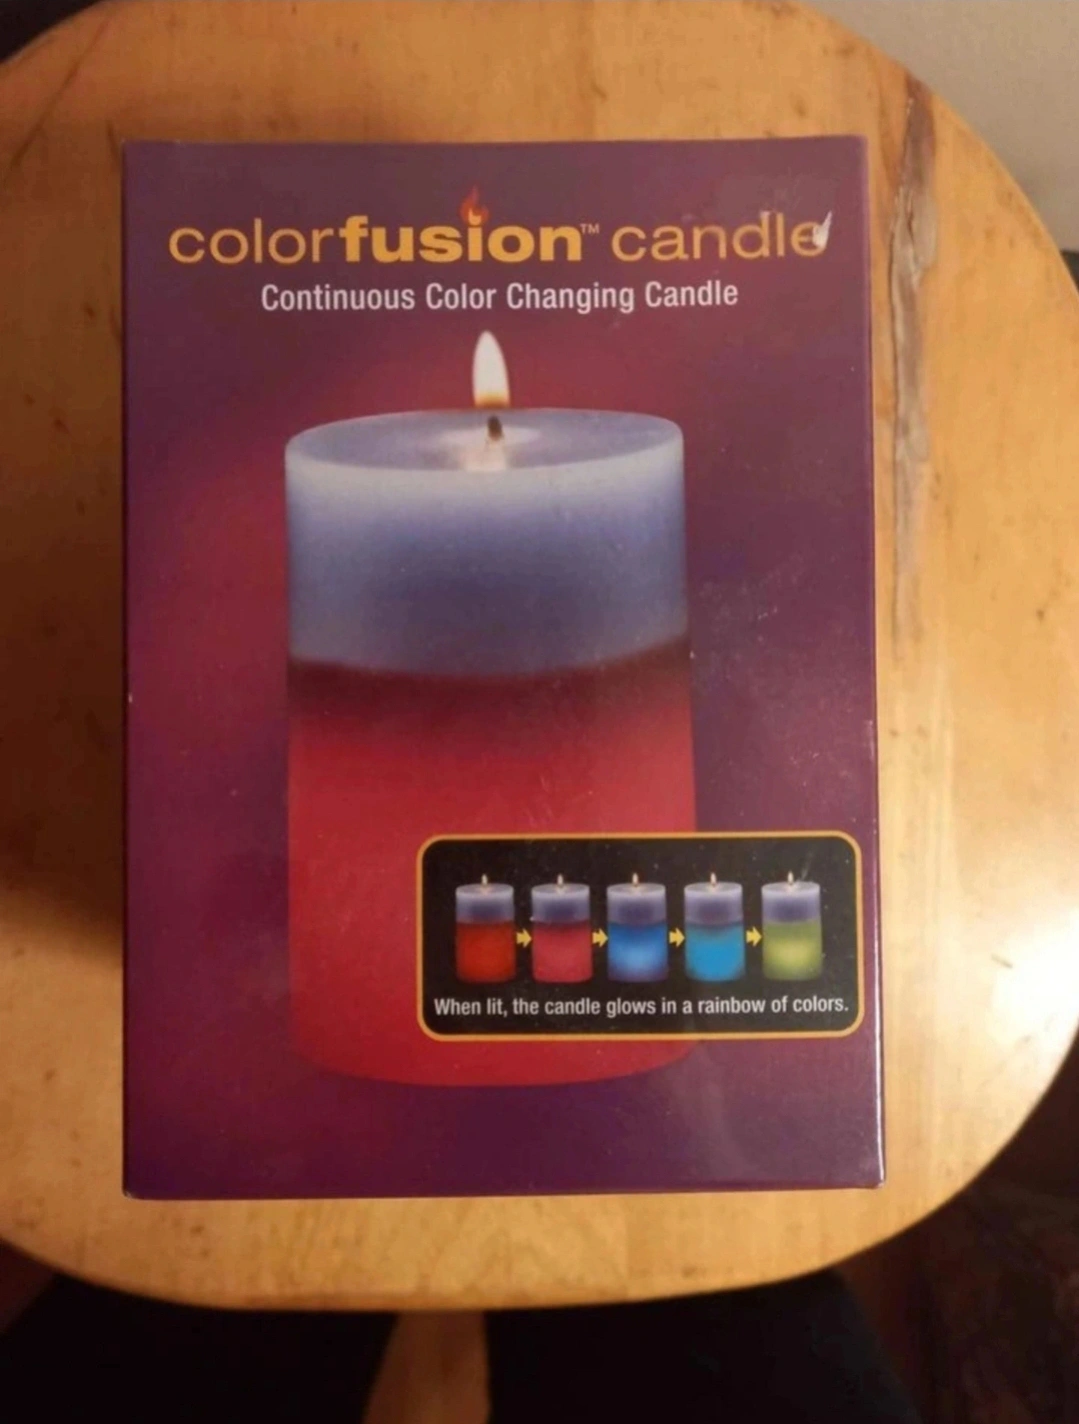 colorfusion™ candle
Continuous Color Changing Candle
When lit, the candle glows in a rainbow of colors.